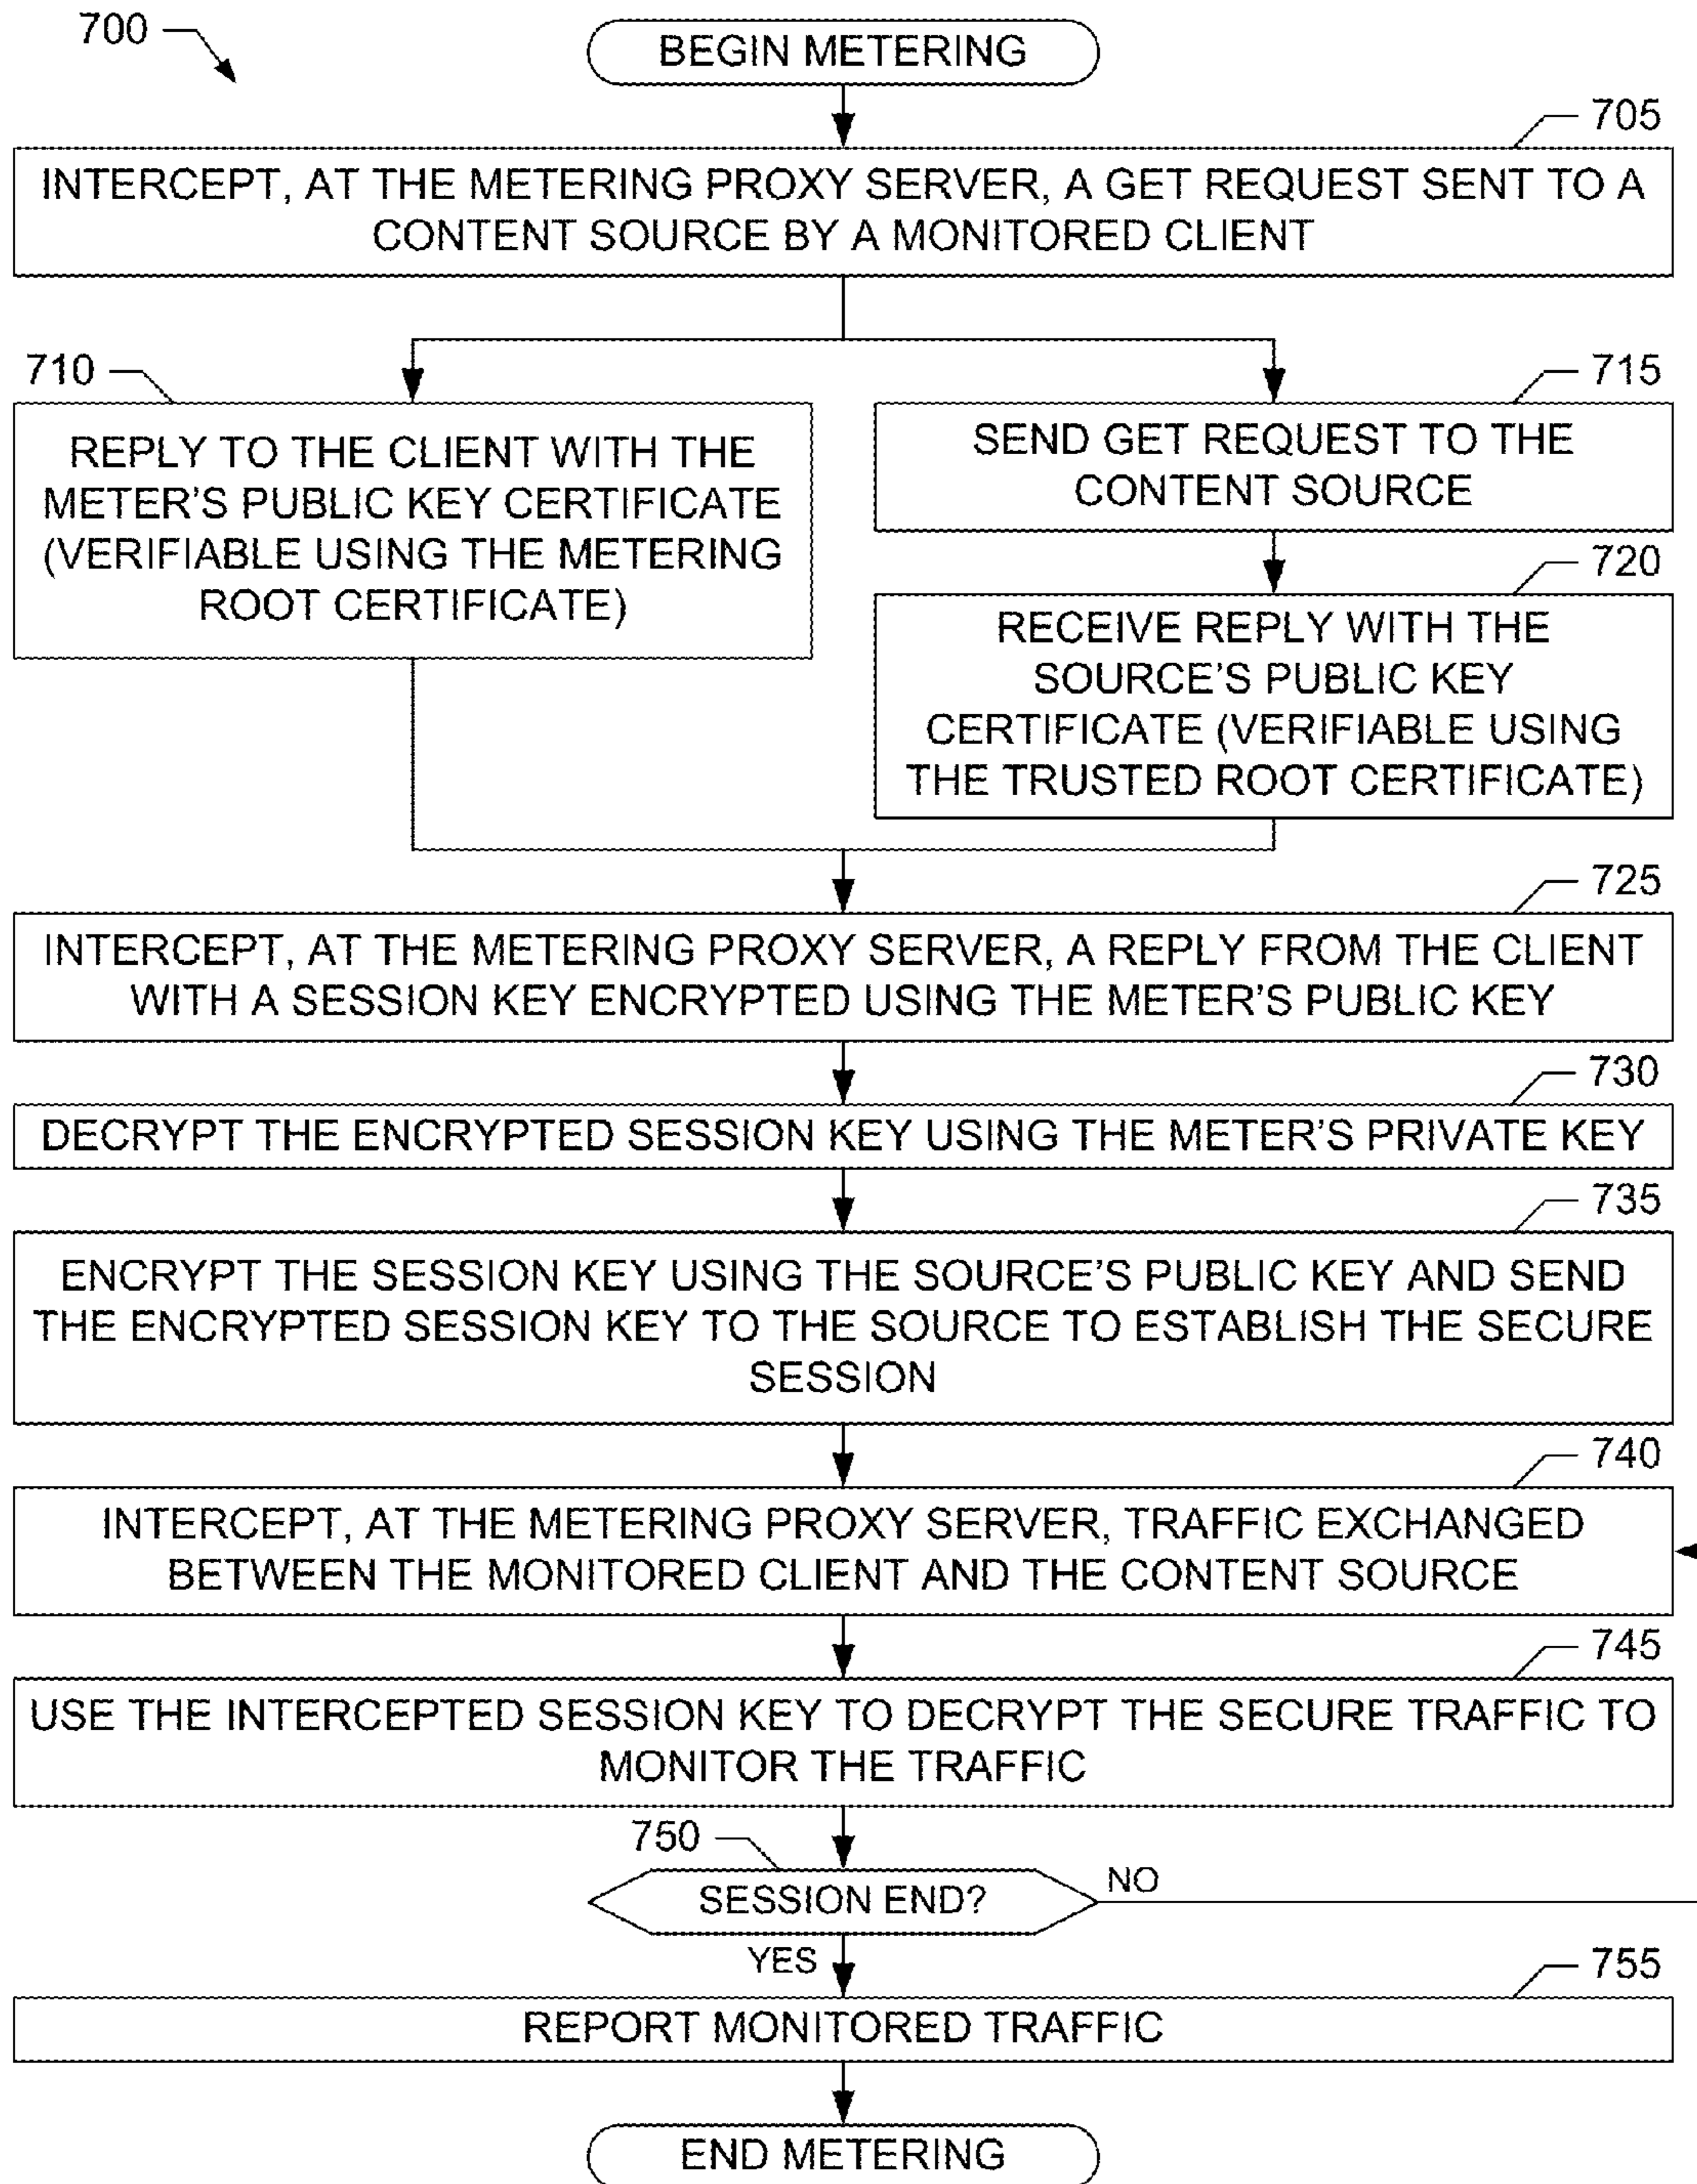 700
BEGIN METERING
705
INTERCEPT, AT THE METERING PROXY SERVER, A GET REQUEST SENT TO A
CONTENT SOURCE BY A MONITORED CLIENT
710
REPLY TO THE CLIENT WITH THE
METER'S PUBLIC KEY CERTIFICATE
(VERIFIABLE USING THE METERING
ROOT CERTIFICATE)
715
SEND GET REQUEST TO THE
CONTENT SOURCE
720
RECEIVE REPLY WITH THE
SOURCE'S PUBLIC KEY
CERTIFICATE (VERIFIABLE USING
THE TRUSTED ROOT CERTIFICATE)
725
INTERCEPT, AT THE METERING PROXY SERVER, A REPLY FROM THE CLIENT
WITH A SESSION KEY ENCRYPTED USING THE METER'S PUBLIC KEY
730
DECRYPT THE ENCRYPTED SESSION KEY USING THE METER'S PRIVATE KEY
735
ENCRYPT THE SESSION KEY USING THE SOURCE'S PUBLIC KEY AND SEND
THE ENCRYPTED SESSION KEY TO THE SOURCE TO ESTABLISH THE SECURE
SESSION
740
INTERCEPT, AT THE METERING PROXY SERVER, TRAFFIC EXCHANGED
BETWEEN THE MONITORED CLIENT AND THE CONTENT SOURCE
745
USE THE INTERCEPTED SESSION KEY TO DECRYPT THE SECURE TRAFFIC TO
MONITOR THE TRAFFIC
750
SESSION END?
NO
YES
755
REPORT MONITORED TRAFFIC
END METERING